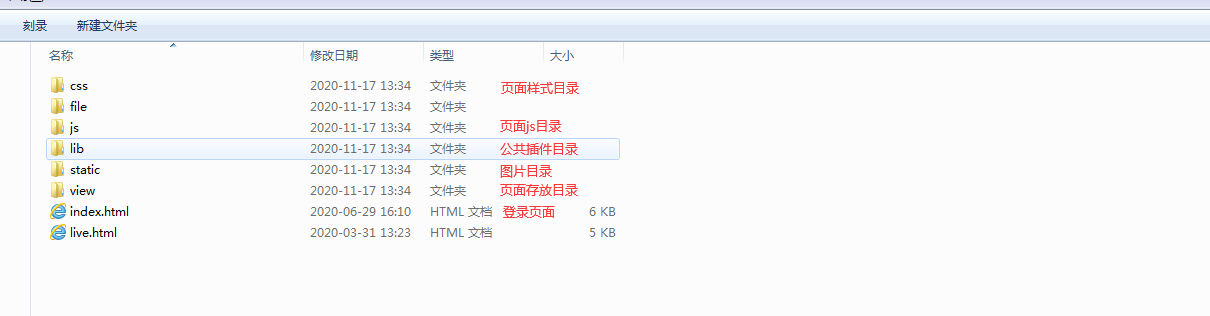 刻录 新建文件夹
名称 修改日期 类型 大小
css 2020-11-17 13:34 文件夹 页面样式目录
file 2020-11-17 13:34 文件夹
js 2020-11-17 13:34 文件夹 页面js目录
lib 2020-11-17 13:34 文件夹 公共插件目录
static 2020-11-17 13:34 文件夹 图片目录
view 2020-11-17 13:34 文件夹 页面存放目录
index.html 2020-06-29 16:10 HTML 文档 登录页面 6 KB
live.html 2020-03-31 13:23 HTML 文档 5 KB